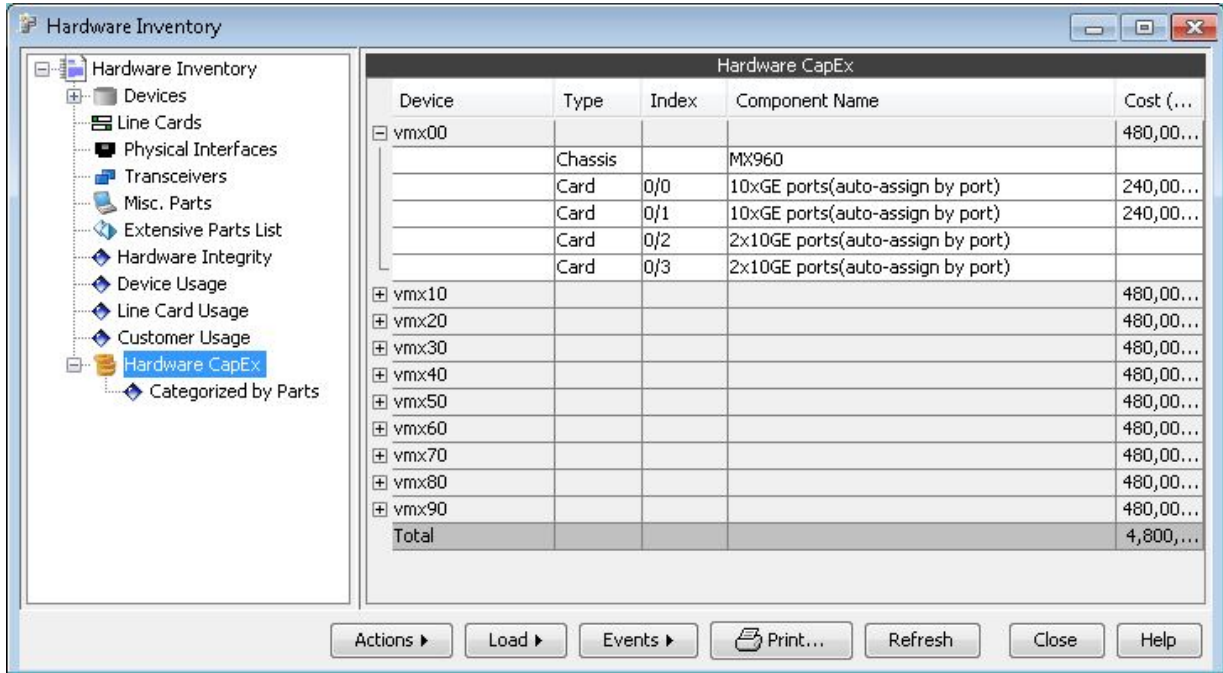 Hardware Inventory
Hardware Inventory
Devices
Line Cards
Physical Interfaces
Transceivers
Misc. Parts
Extensive Parts List
Hardware Integrity
Device Usage
Line Card Usage
Customer Usage
Hardware CapEx
Categorized by Parts
Hardware CapEx
Device Type Index Component Name Cost (...
vmx00 480,00...
Chassis MX960
Card 0/0 10xGE ports(auto-assign by port) 240,00...
Card 0/1 10xGE ports(auto-assign by port) 240,00...
Card 0/2 2x10GE ports(auto-assign by port)
Card 0/3 2x10GE ports(auto-assign by port)
vmx10 480,00...
vmx20 480,00...
vmx30 480,00...
vmx40 480,00...
vmx50 480,00...
vmx60 480,00...
vmx70 480,00...
vmx80 480,00...
vmx90 480,00...
Total 4,800,...
Actions Load Events Print... Refresh Close Help